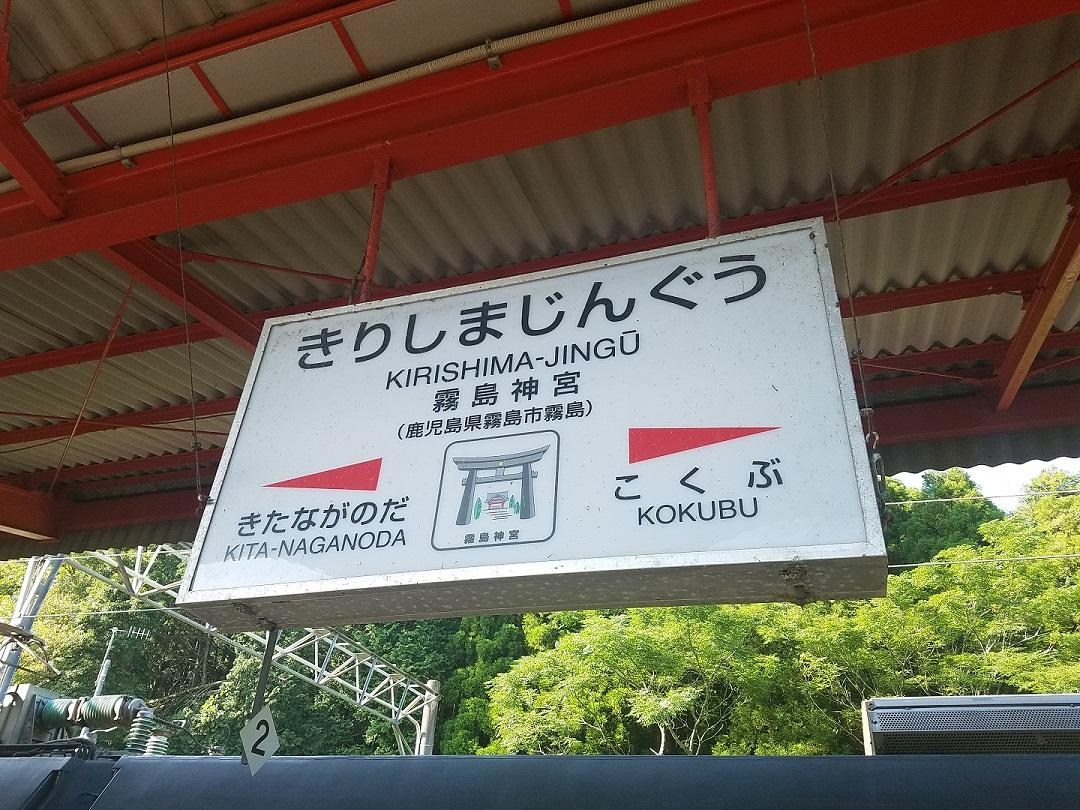 きりしまじんぐう
KIRISHIMA-JINGŪ
霧島神宮
(鹿児島県霧島市霧島)
きたながのだ
KITA-NAGANODA
霧島神宮
こくぶ
KOKUBU
2